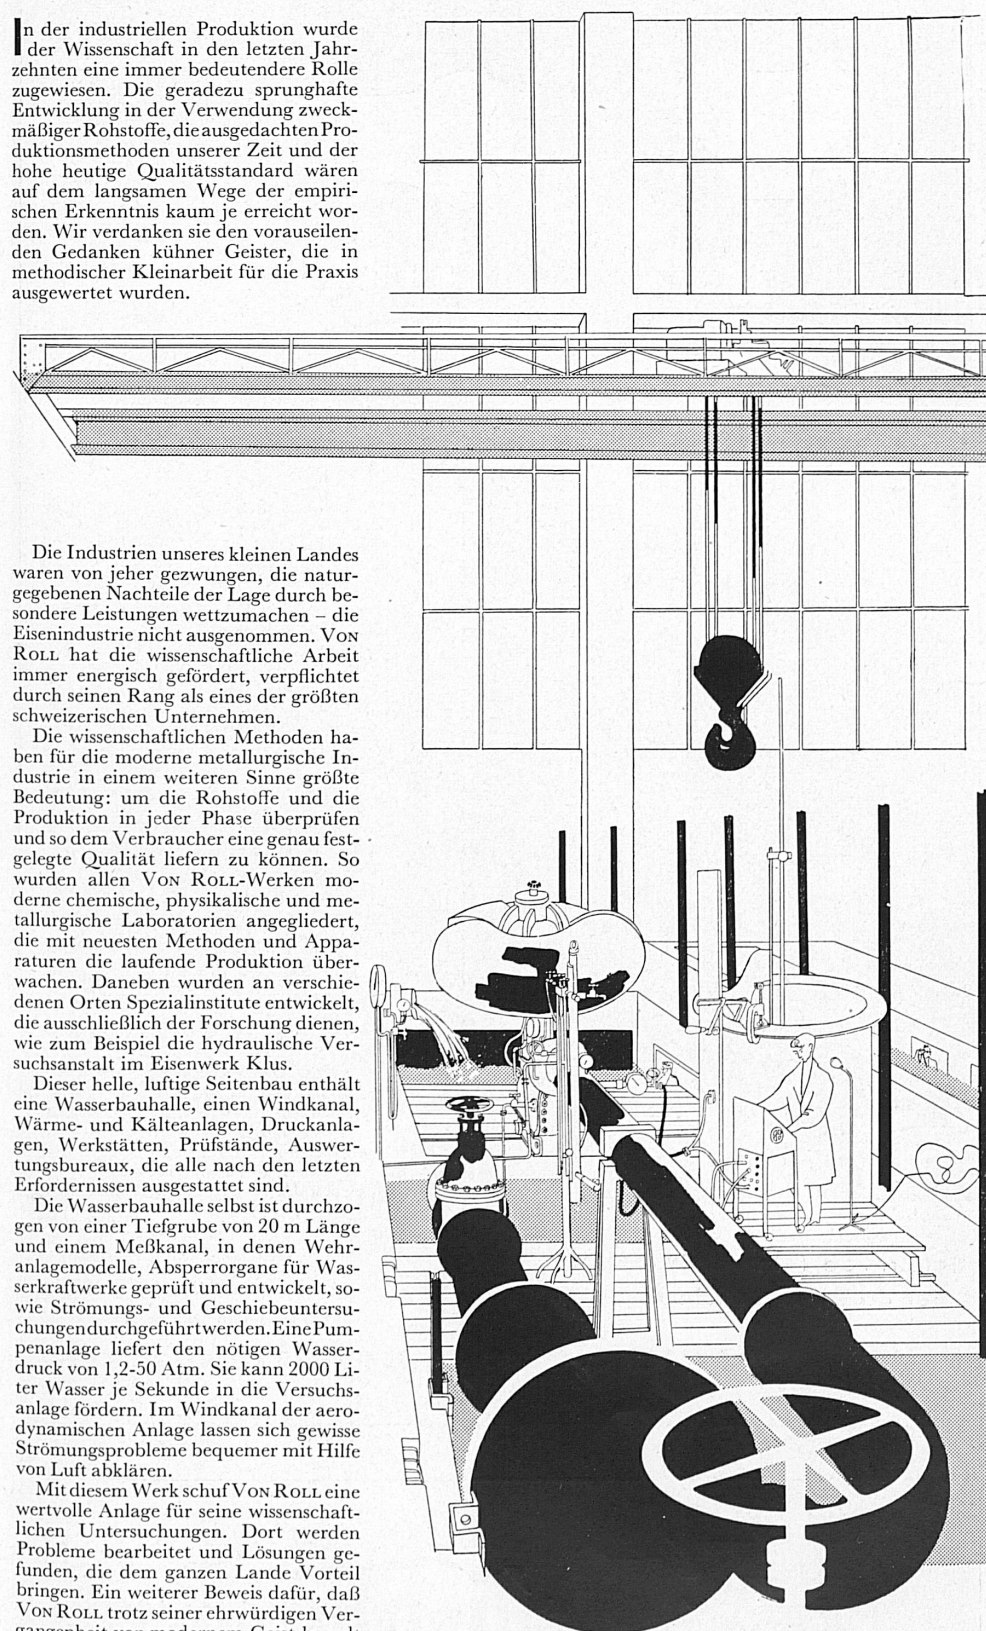 In der industriellen Produktion wurde
der Wissenschaft in den letzten Jahr-
zehnten eine immer bedeutendere Rolle
zugewiesen. Die geradezu sprunghafte
Entwicklung in der Verwendung zweck-
mäßiger Rohstoffe, die ausgedachten Pro-
duktionsmethoden unserer Zeit und der
hohe heutige Qualitätsstandard wären
auf dem langsamen Wege der empiri-
schen Erkenntnis kaum je erreicht wor-
den. Wir verdanken sie den vorauseilen-
den Gedanken kühner Geister, die in
methodischer Kleinarbeit für die Praxis
ausgewertet wurden.
Die Industrien unseres kleinen Landes
waren von jeher gezwungen, die natur-
gegebenen Nachteile der Lage durch be-
sondere Leistungen wettzumachen – die
Eisenindustrie nicht ausgenommen. VON
ROLL hat die wissenschaftliche Arbeit
immer energisch gefördert, verpflichtet
durch seinen Rang als eines der größten
schweizerischen Unternehmen.
Die wissenschaftlichen Methoden ha-
ben für die moderne metallurgische In-
dustrie in einem weiteren Sinne größte
Bedeutung: um die Rohstoffe und die
Produktion in jeder Phase überprüfen
und so dem Verbraucher eine genau fest-
gelegte Qualität liefern zu können. So
wurden allen VON ROLL-Werken mo-
derne chemische, physikalische und me-
tallurgische Laboratorien angegliedert,
die mit neuesten Methoden und Appa-
raturen die laufende Produktion über-
wachen. Daneben wurden an verschie-
denen Orten Spezialinstitute entwickelt,
die ausschließlich der Forschung dienen,
wie zum Beispiel die hydraulische Ver-
suchsanstalt im Eisenwerk Klus.
Dieser helle, luftige Seitenbau enthält
eine Wasserbauhalle, einen Windkanal,
Wärme- und Kälteanlagen, Druckanla-
gen, Werkstätten, Prüfstände, Auswer-
tungsbureaux, die alle nach den letzten
Erfordernissen ausgestattet sind.
Die Wasserbauhalle selbst ist durchzo-
gen von einer Tiefgrube von 20 m Länge
und einem Meßkanal, in denen Wehr-
anlagemodelle, Absperrorgane für Was-
serkraftwerke geprüft und entwickelt, so-
wie Strömungs- und Geschiebeuntersu-
chungen durchgeführt werden. Eine Pum-
penanlage liefert den nötigen Wasser-
druck von 1,2-50 Atm. Sie kann 2000 Li-
ter Wasser je Sekunde in die Versuchs-
anlage fördern. Im Windkanal der aero-
dynamischen Anlage lassen sich gewisse
Strömungsprobleme bequemer mit Hilfe
von Luft abklären.
Mit diesem Werk schuf VON ROLL eine
wertvolle Anlage für seine wissenschaft-
lichen Untersuchungen. Dort werden
Probleme bearbeitet und Lösungen ge-
funden, die dem ganzen Lande Vorteil
bringen. Ein weiterer Beweis dafür, daß
VON ROLL trotz seiner ehrwürdigen Ver-